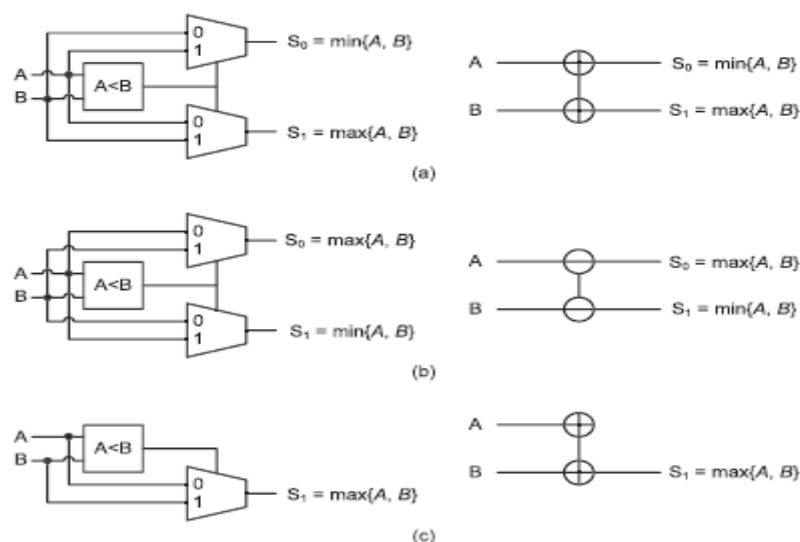 0
1
S₀ = min{A, B}
A
A<B
B
0
1
S₁ = max{A, B}
A
S₀ = min{A, B}
B
S₁ = max{A, B}
(a)
0
1
S₀ = max{A, B}
A
A<B
B
0
1
S₁ = min{A, B}
A
S₀ = max{A, B}
B
S₁ = min{A, B}
(b)
A
A<B
B
0
1
S₁ = max{A, B}
A
B
S₁ = max{A, B}
(c)